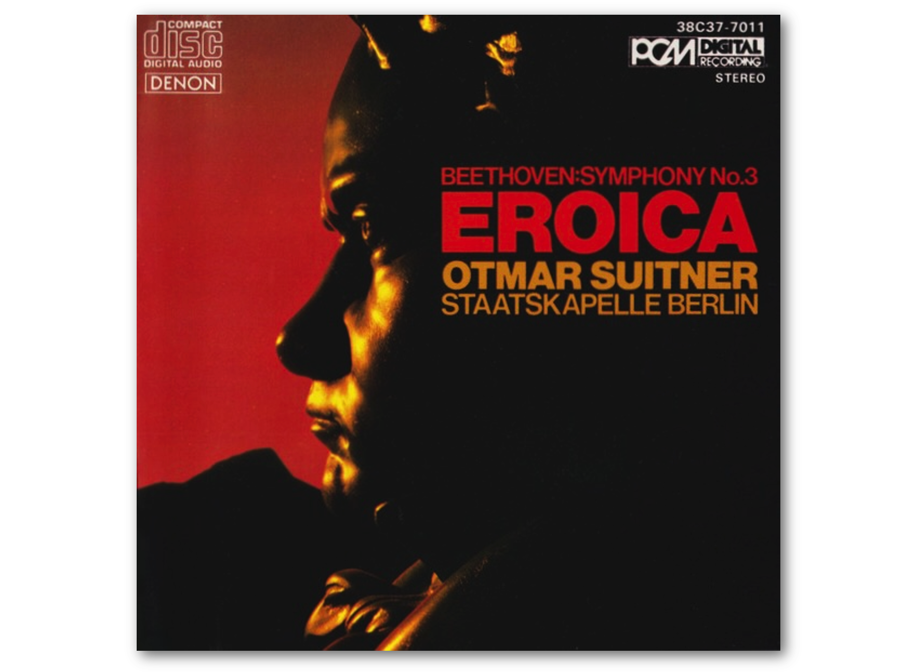 COMPACT
disc
DIGITAL AUDIO
DENON
38C37-7011
PCM DIGITAL
RECORDING
STEREO
BEETHOVEN:SYMPHONY No.3
EROICA
OTMAR SUITNER
STAATSKAPELLE BERLIN